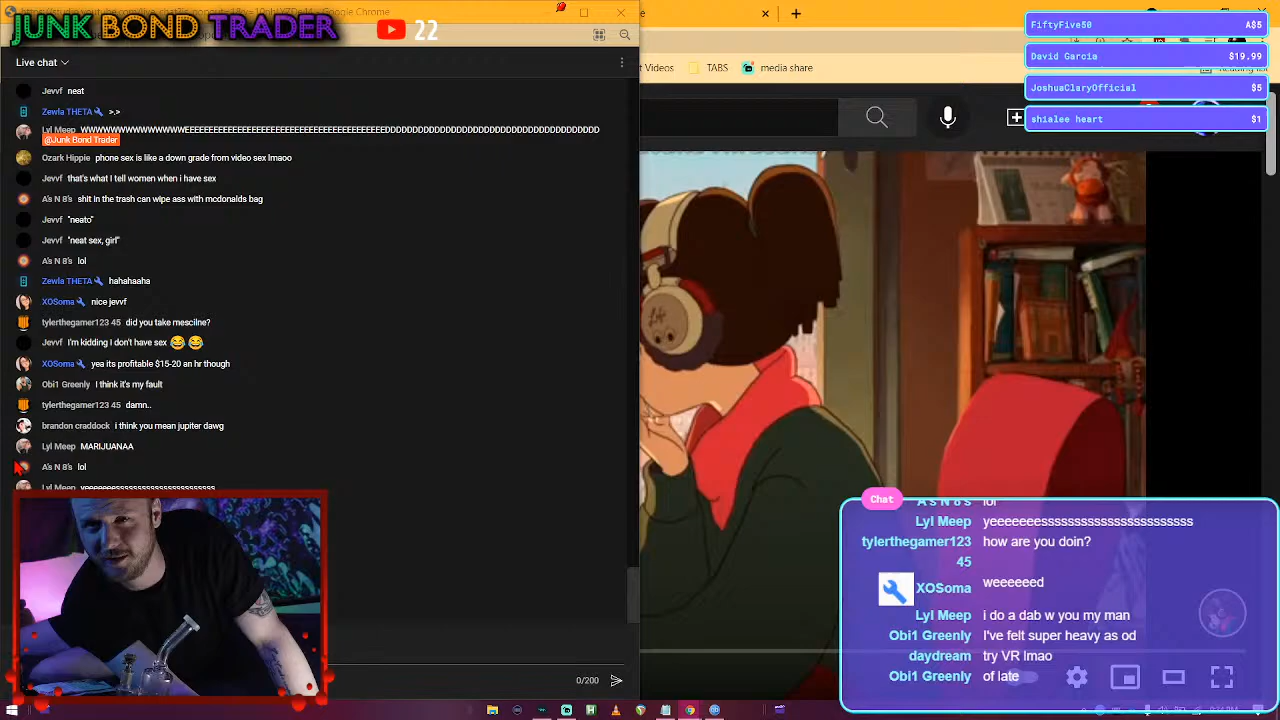 JUNK BOND TRADER
22
Live chat
Jevvf neat
Zewla THETA >.>
Lyl Meep WWWWWWWWWWWWWEEEEEEEEEEEEEEEEEEEEEEEEEEEEEEEDDDDDDDDDDDDDDDDDDDDDDDDDDDDDDDD
@Junk Bond Trader
Ozark Hippie phone sex is like a down grade from video sex lmaoo
Jevvf that's what I tell women when i have sex
A's N 8's shit in the trash can wipe ass with mcdonalds bag
Jevvf "neato"
Jevvf "neat sex, girl"
A's N 8's lol
Zewla THETA hahahaaha
XOSoma nice jevvf
tylerthegamer123 45 did you take mescilne?
Jevvf I'm kidding I don't have sex 😂 😂
XOSoma yea its profitable $15-20 an hr though
Obi1 Greenly I think it's my fault
tylerthegamer123 45 damn..
brandon craddock i think you mean jupiter dawg
Lyl Meep MARIJUANAA
A's N 8's lol
Lyl Meep yeeeeeeessssssssssssssssssssssss
0/200
t Videos
TABS
media share
FiftyFive50 A$5
David Garcia $19.99
JoshuaClaryOfficial $5
shialee heart $1
Chat
A's N 8's lol
Lyl Meep yeeeeeeessssssssssssssssssssssss
tylerthegamer123 how are you doin?
45
XOSoma weeeeeed
Lyl Meep i do a dab w you my man
Obi1 Greenly I've felt super heavy as od
daydream try VR lmao
Obi1 Greenly of late